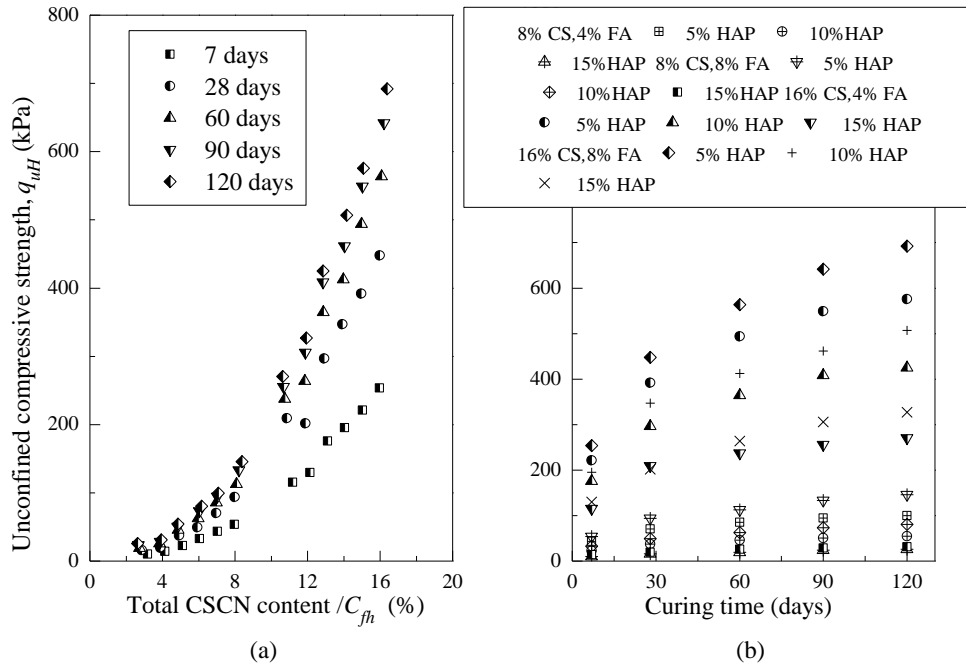 800
600
400
200
0
0 4 8 12 16 20
Unconfined compressive strength, q_uH (kPa)
Total CSCN content /C_fh (%)
7 days
28 days
60 days
90 days
120 days
(a)
8% CS,4% FA 5% HAP 10%HAP
15%HAP 8% CS,8% FA 5% HAP
10%HAP 15%HAP 16% CS,4% FA
5% HAP 10% HAP 15% HAP
16% CS,8% FA 5% HAP 10% HAP
15% HAP
600
400
200
0
0 30 60 90 120
Curing time (days)
(b)